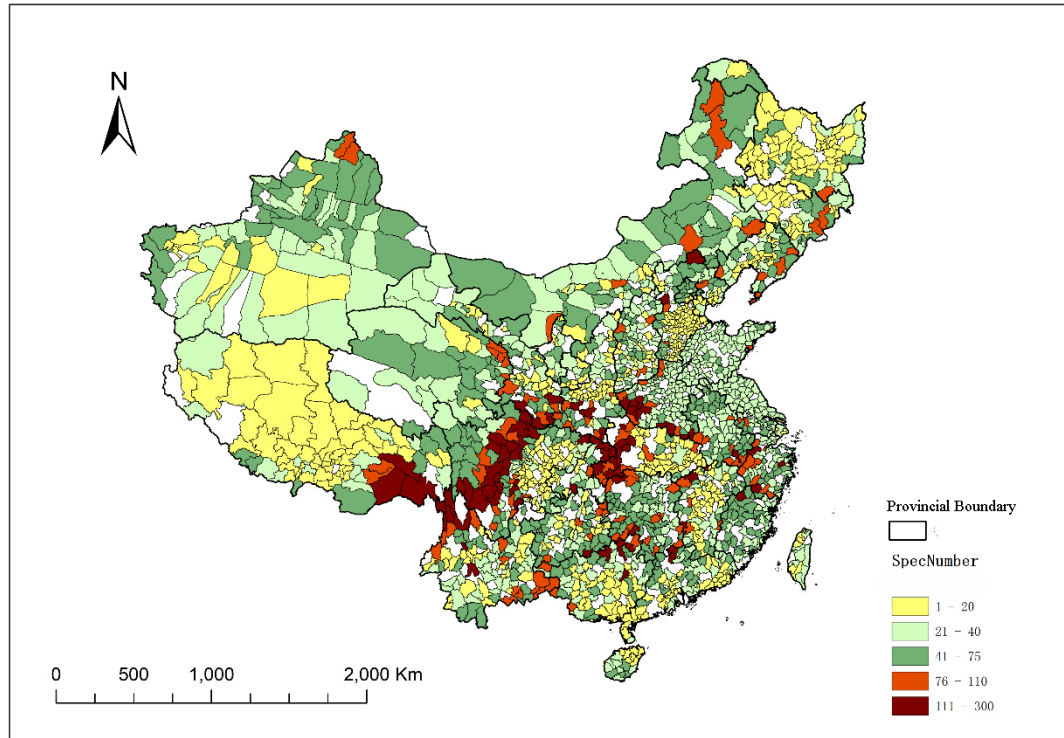 N
Provincial Boundary
SpecNumber
1 - 20
21 - 40
41 - 75
76 - 110
111 - 300
0 500 1,000 2,000 Km